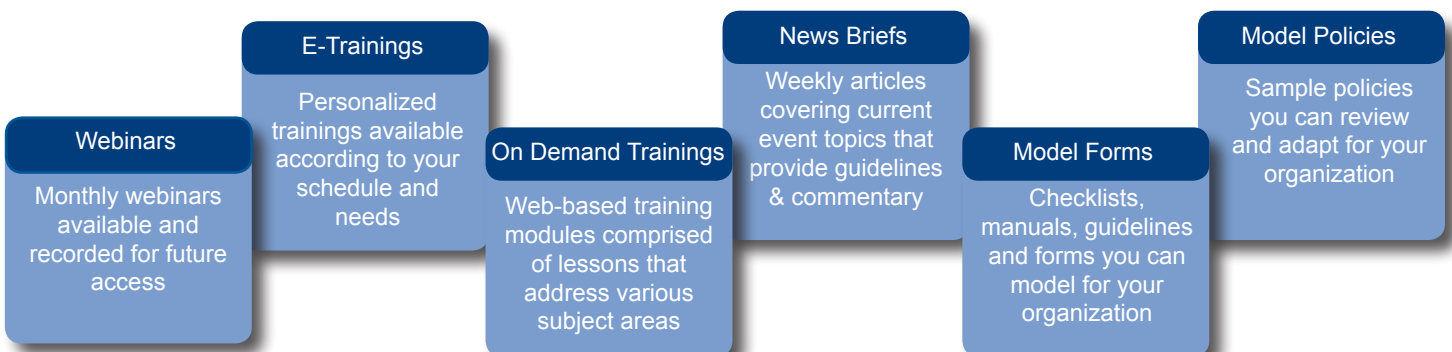 Webinars
Monthly webinars
available and
recorded for future
access
E-Trainings
Personalized
trainings available
according to your
schedule and
needs
On Demand Trainings
Web-based training
modules comprised
of lessons that
address various
subject areas
News Briefs
Weekly articles
covering current
event topics that
provide guidelines
& commentary
Model Forms
Checklists,
manuals, guidelines
and forms you can
model for your
organization
Model Policies
Sample policies
you can review
and adapt for your
organization